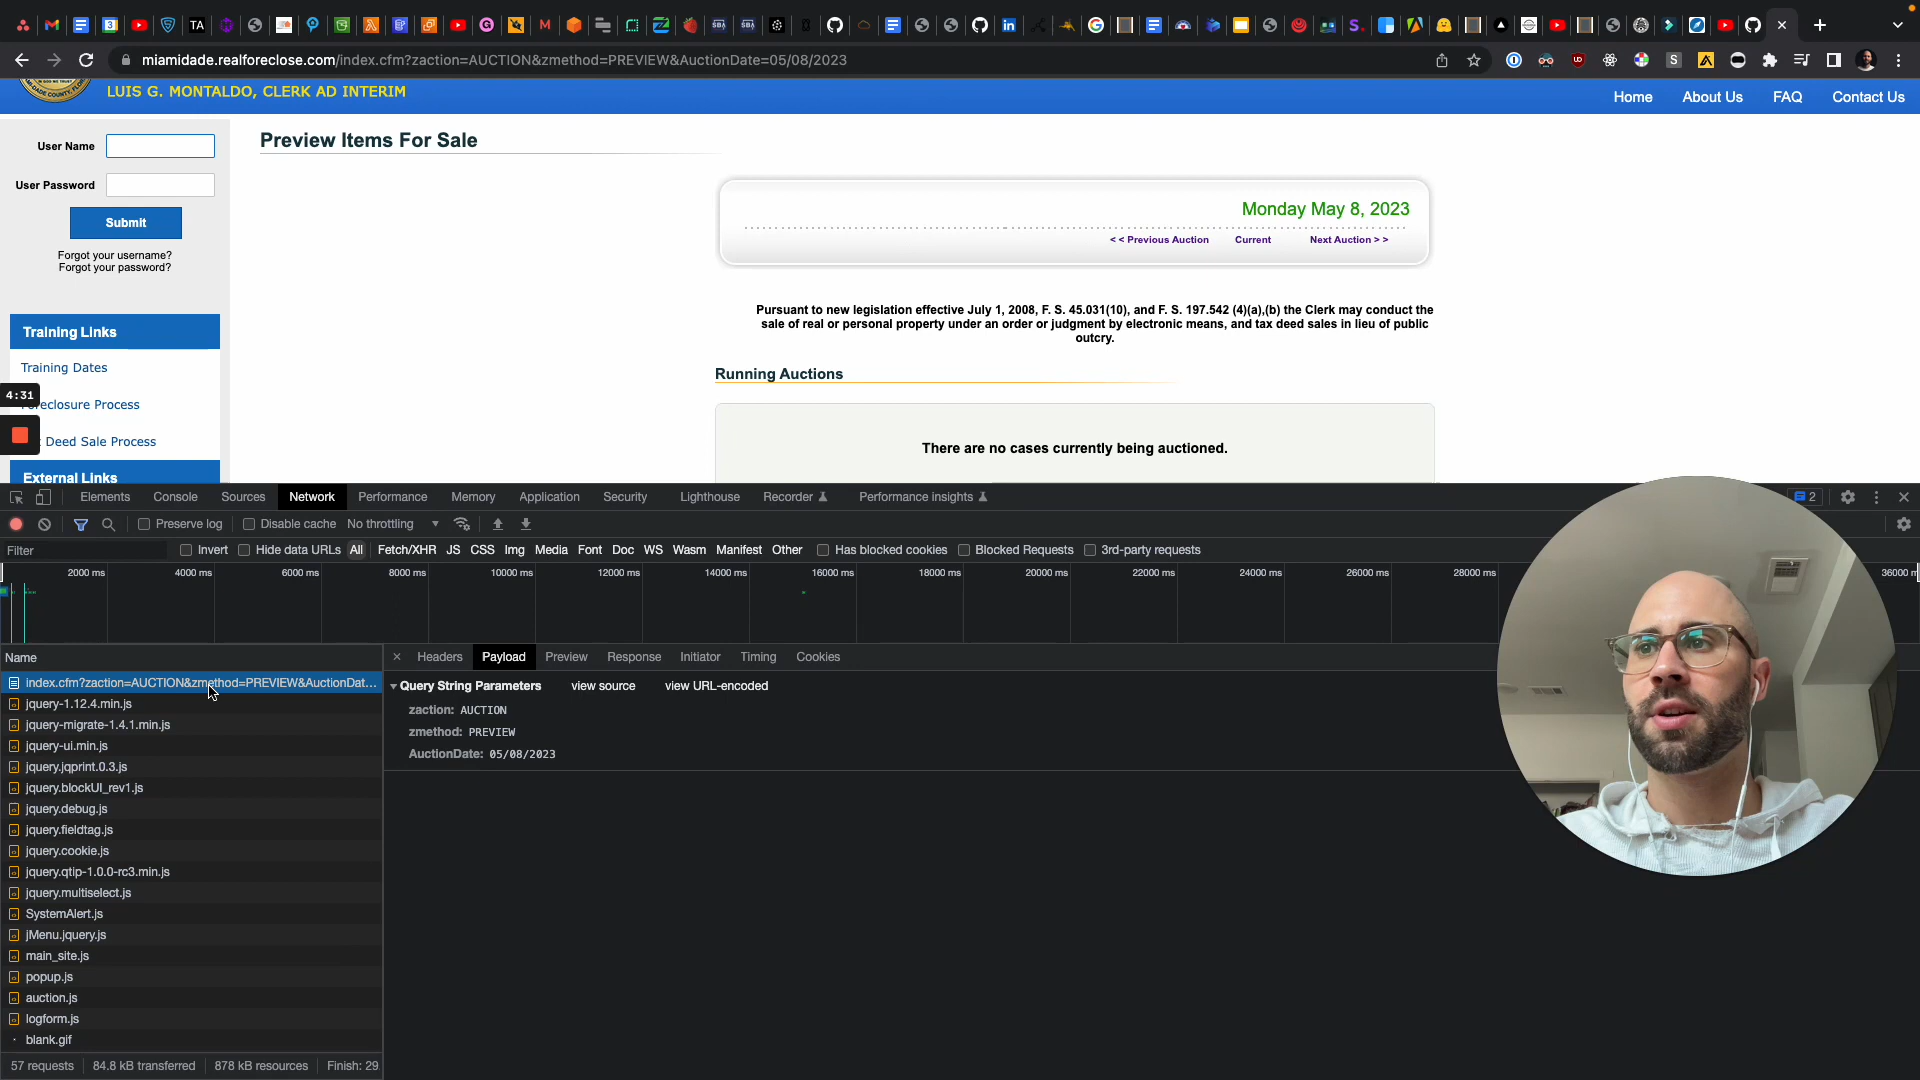 miamidade.realforeclose.com/index.cfm?zaction=AUCTION&zmethod=PREVIEW&AuctionDate=05/08/2023
LUIS G. MONTALDO, CLERK AD INTERIM
Home About Us FAQ Contact Us
User Name
User Password
Submit
Forgot your username?
Forgot your password?
Training Links
Training Dates
4:31
oreclosure Process
Deed Sale Process
External Links
Preview Items For Sale
Monday May 8, 2023
< < Previous Auction Current Next Auction > >
Pursuant to new legislation effective July 1, 2008, F. S. 45.031(10), and F. S. 197.542 (4)(a),(b) the Clerk may conduct the
sale of real or personal property under an order or judgment by electronic means, and tax deed sales in lieu of public
outcry.
Running Auctions
There are no cases currently being auctioned.
Elements Console Sources Network Performance Memory Application Security Lighthouse Recorder Performance insights 2
Preserve log Disable cache No throttling
Filter Invert Hide data URLs All Fetch/XHR JS CSS Img Media Font Doc WS Wasm Manifest Other Has blocked cookies Blocked Requests 3rd-party requests
2000 ms 4000 ms 6000 ms 8000 ms 10000 ms 12000 ms 14000 ms 16000 ms 18000 ms 20000 ms 22000 ms 24000 ms 26000 ms 28000 ms 36000 m
Name
index.cfm?zaction=AUCTION&zmethod=PREVIEW&AuctionDat...
jquery-1.12.4.min.js
jquery-migrate-1.4.1.min.js
jquery-ui.min.js
jquery.jqprint.0.3.js
jquery.blockUI_rev1.js
jquery.debug.js
jquery.fieldtag.js
jquery.cookie.js
jquery.qtip-1.0.0-rc3.min.js
jquery.multiselect.js
SystemAlert.js
jMenu.jquery.js
main_site.js
popup.js
auction.js
logform.js
blank.gif
57 requests 84.8 kB transferred 878 kB resources Finish: 29
Headers Payload Preview Response Initiator Timing Cookies
Query String Parameters view source view URL-encoded
zaction: AUCTION
zmethod: PREVIEW
AuctionDate: 05/08/2023